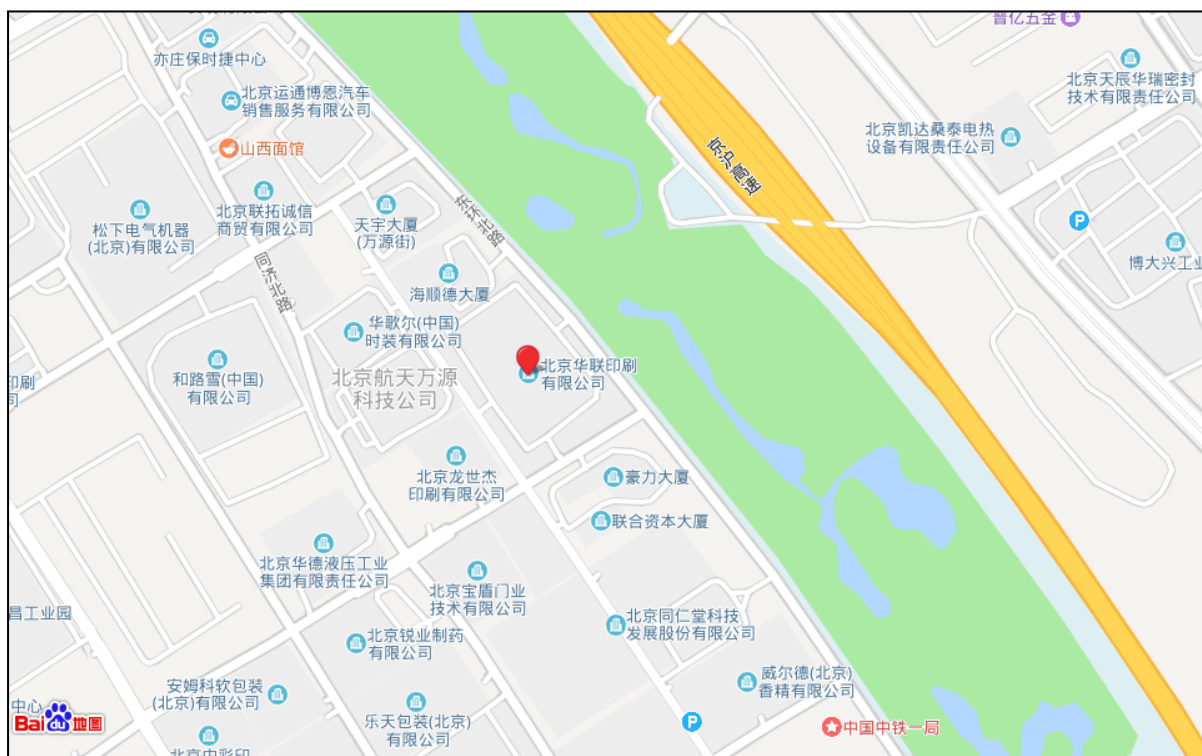 亦庄保时捷中心
普亿五金
北京天辰华瑞密封
技术有限责任公司
北京运通博恩汽车
销售服务有限公司
北京凯达桑泰电热
设备有限责任公司
山西面馆
京沪高速
北京联拓诚信
商贸有限公司
松下电气机器
(北京)有限公司
天宇大厦
(万源街)
东环北路
博大兴工业
同济北路
海顺德大厦
华歌尔(中国)
时装有限公司
北京华联印刷
有限公司
和路雪(中国)
有限公司
北京航天万源
科技公司
印刷
司
北京龙世杰
印刷有限公司
豪力大厦
联合资本大厦
北京华德液压工业
集团有限责任公司
北京宝盾门业
技术有限公司
昌工业园
北京同仁堂科技
发展股份有限公司
北京锐业制药
有限公司
威尔德(北京)
香精有限公司
安姆科软包装
(北京)有限公司
中心
乐天包装(北京)
有限公司
P
P
中国中铁一局
Bai du 地图